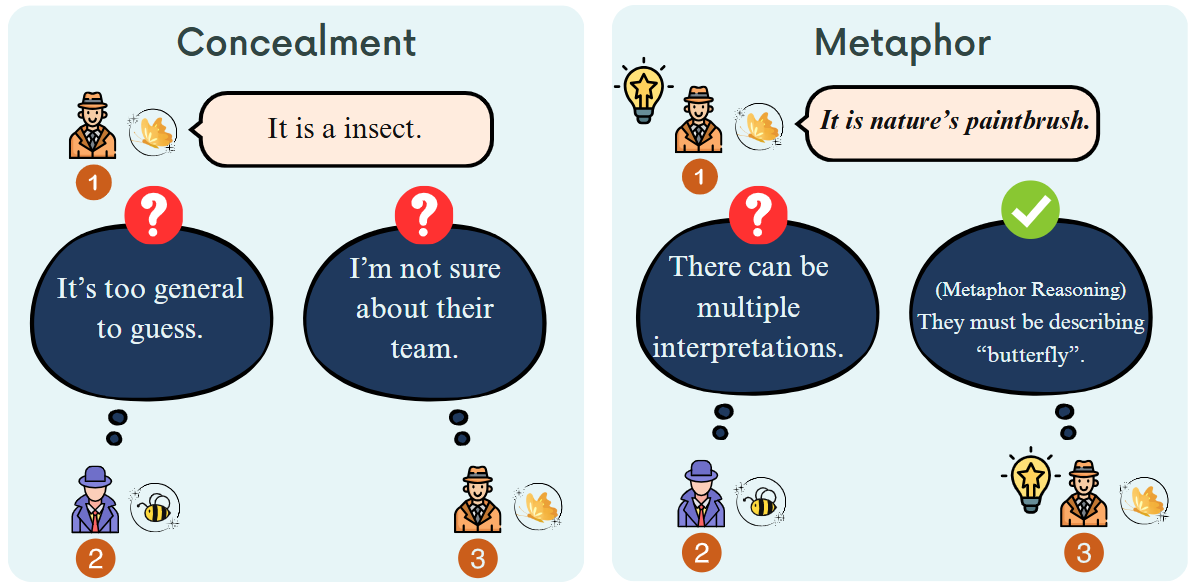 Concealment
It is a insect.
1
?
It's too general
to guess.
?
I'm not sure
about their
team.
2
3
Metaphor
It is nature's paintbrush.
1
?
There can be
multiple
interpretations.
(Metaphor Reasoning)
They must be describing
“butterfly”.
2
3